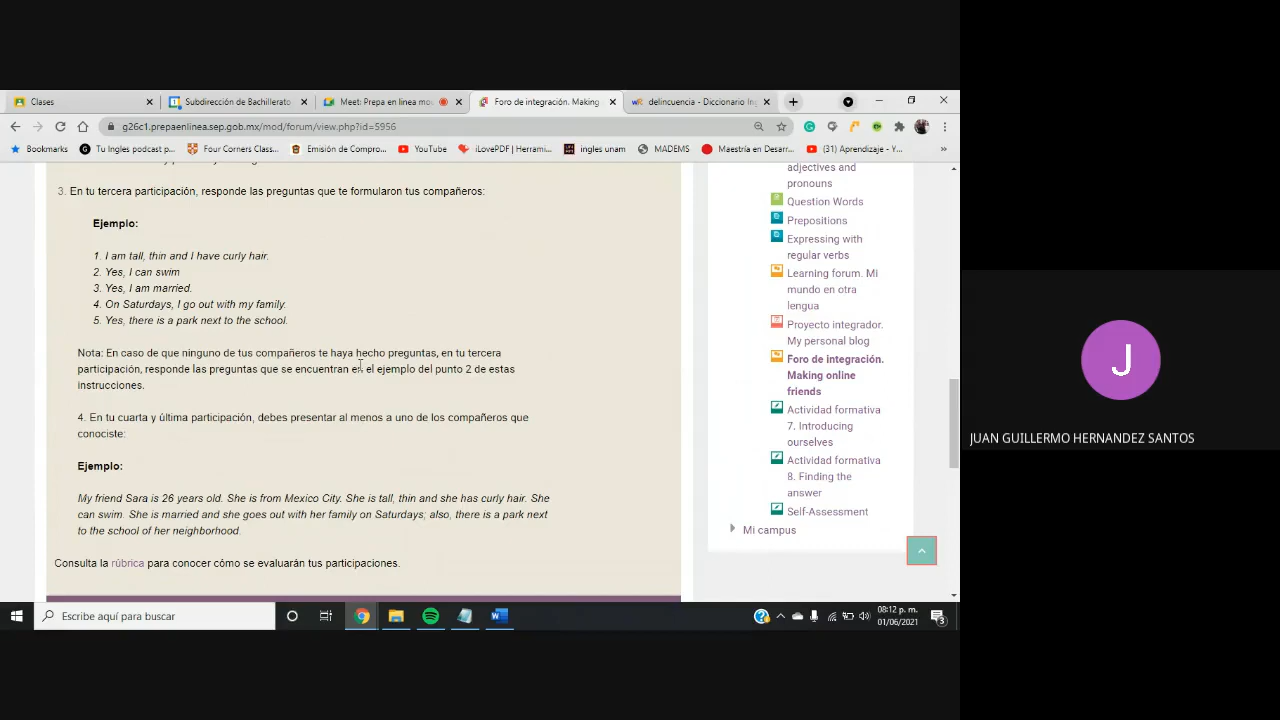 Clases
Subdirección de Bachillerato
Meet: Prepa en linea mo
Foro de integración. Making
delincuencia - Diccionario In
g26c1.prepaenlinea.sep.gob.mx/mod/forum/view.php?id=5956
Bookmarks
Tu Ingles podcast p...
Four Corners Class...
Emisión de Compro...
YouTube
iLovePDF | Herrami...
ingles unam
MADEMS
Maestría en Desarr...
(31) Aprendizaje - Y...
»
3. En tu tercera participación, responde las preguntas que te formularon tus compañeros:
Ejemplo:
1. I am tall, thin and I have curly hair.
2. Yes, I can swim
3. Yes, I am married.
4. On Saturdays, I go out with my family.
5. Yes, there is a park next to the school.
Nota: En caso de que ninguno de tus compañeros te haya hecho preguntas, en tu tercera
participación, responde las preguntas que se encuentran en el ejemplo del punto 2 de estas
instrucciones.
4. En tu cuarta y última participación, debes presentar al menos a uno de los compañeros que
conociste:
Ejemplo:
My friend Sara is 26 years old. She is from Mexico City. She is tall, thin and she has curly hair. She
can swim. She is married and she goes out with her family on Saturdays; also, there is a park next
to the school of her neighborhood.
Consulta la rúbrica para conocer cómo se evaluarán tus participaciones.
adjectives and
pronouns
Question Words
Prepositions
Expressing with
regular verbs
Learning forum. Mi
mundo en otra
lengua
Proyecto integrador.
My personal blog
Foro de integración.
Making online
friends
Actividad formativa
7. Introducing
ourselves
Actividad formativa
8. Finding the
answer
Self-Assessment
Mi campus
J
JUAN GUILLERMO HERNANDEZ SANTOS
Escribe aquí para buscar
08:12 p. m.
01/06/2021
3